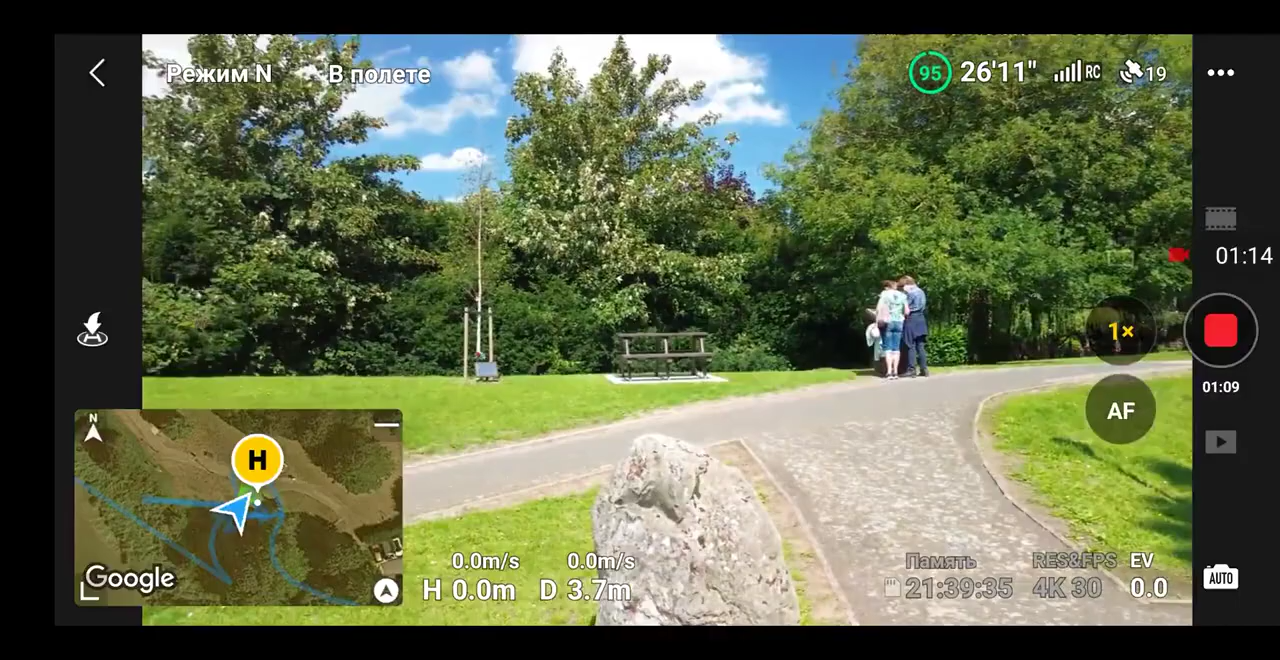 Режим N
В полете
95 26'11" RC 19
01:14
1×
01:09
AF
N
H
Google
0.0m/s 0.0m/s
H 0.0m D 3.7m
Память RES&FPS EV
21:39:35 4K 30 0.0
AUTO